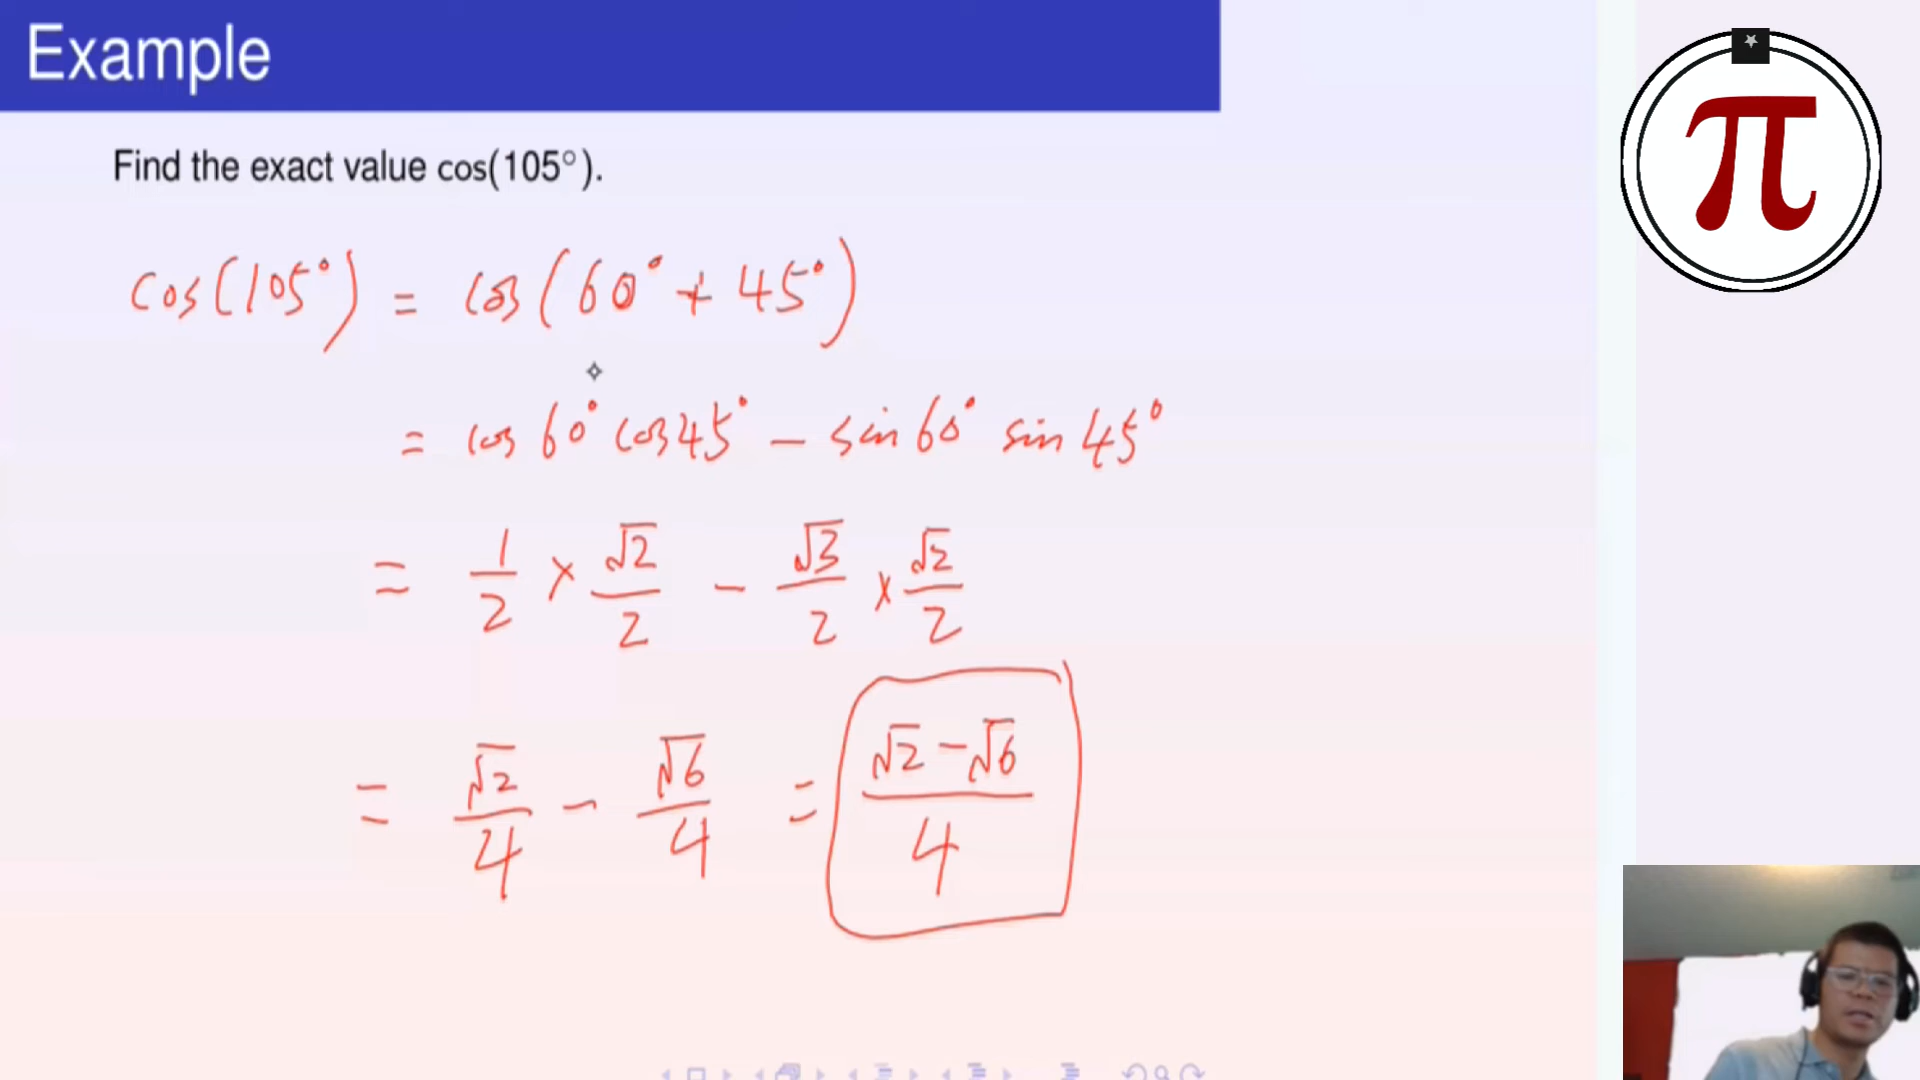 Example
Find the exact value cos(105°).
cos(105°) = cos(60° + 45°)
= cos 60° cos 45° − sin 60° sin 45°
= 1/2 × √2/2 − √3/2 × √2/2
= √2/4 − √6/4 = (√2 − √6)/4
π